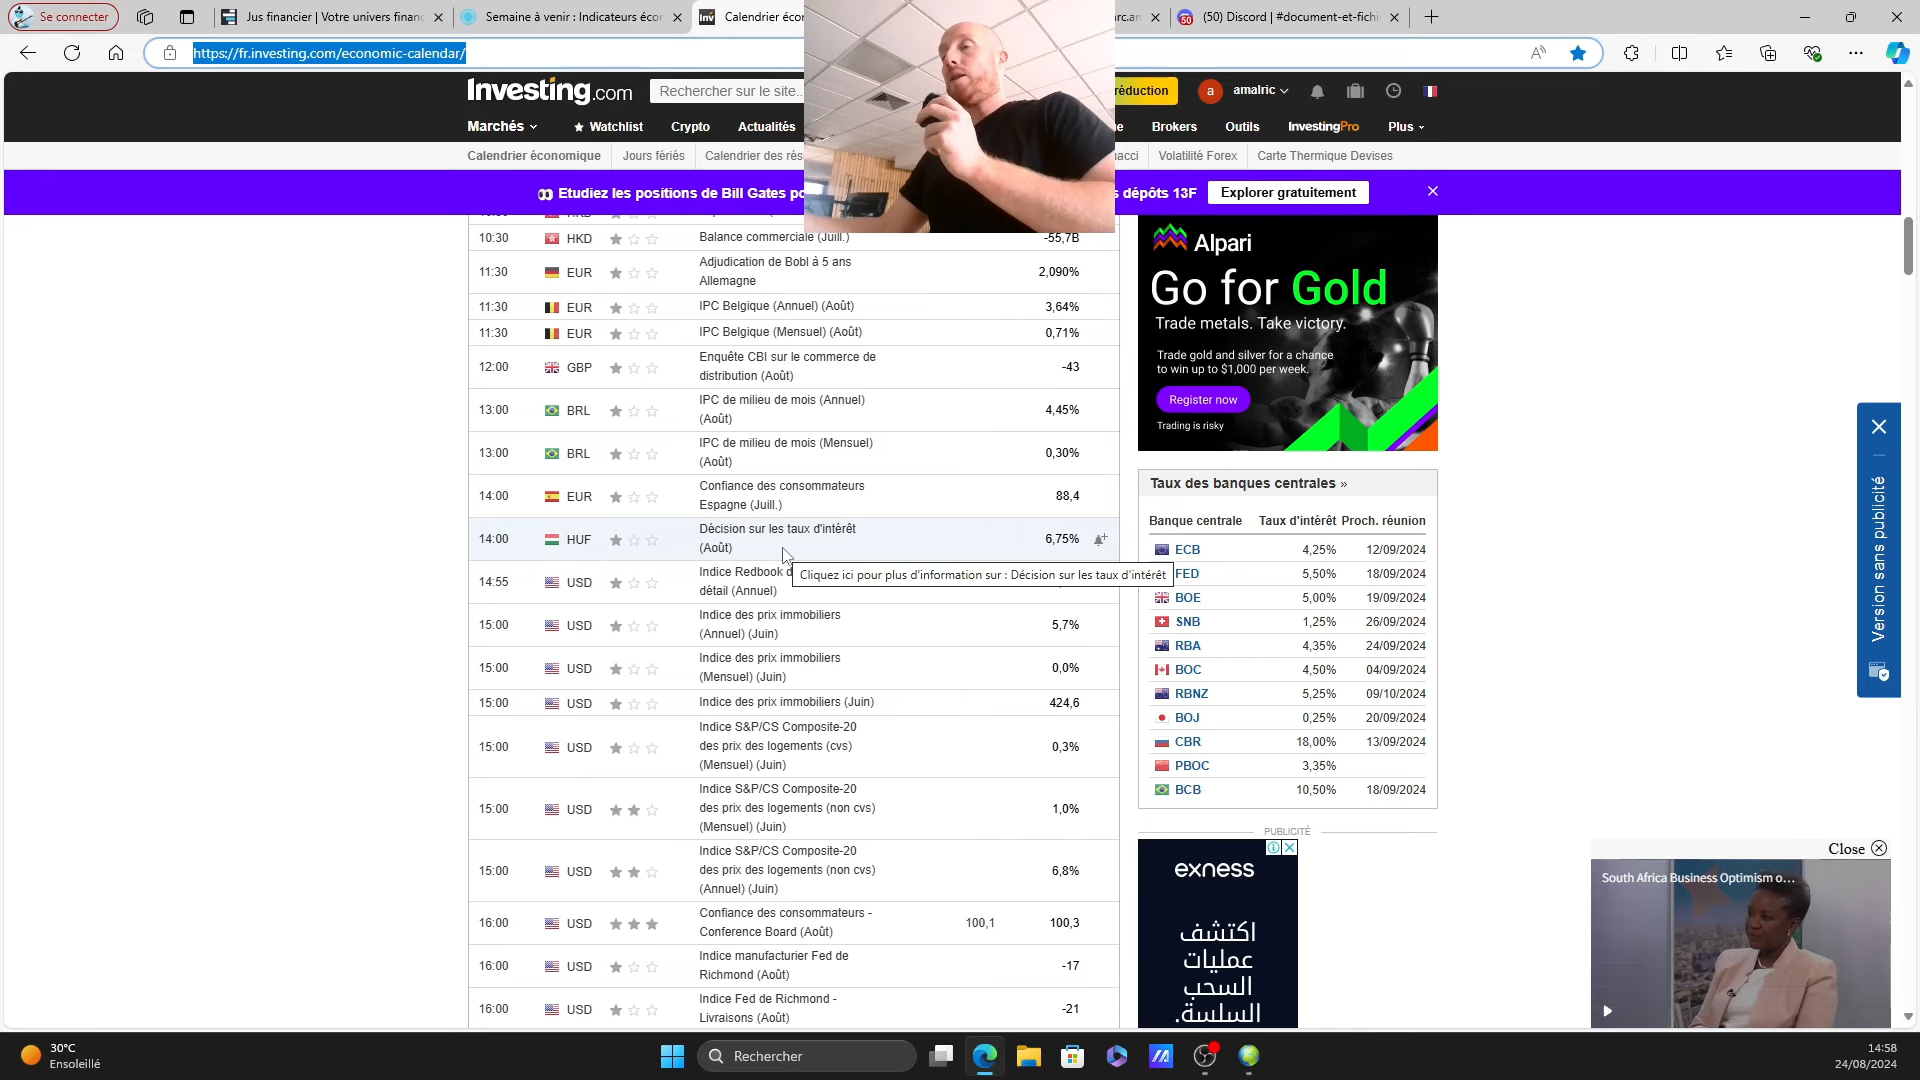 Se connecter
Jus financier | Votre univers finan
Semaine à venir : Indicateurs écor
Calendrier éco
arc.an
(50) Discord | #document-et-fichi
https://fr.investing.com/economic-calendar/
Investing.com
Rechercher sur le site..
réduction
a
amalric
Marchés
Watchlist
Crypto
Actualités
Brokers
Outils
InvestingPro
Plus
Calendrier économique
Jours fériés
Calendrier des rés
nacci
Volatilité Forex
Carte Thermique Devises
Etudiez les positions de Bill Gates po
s dépôts 13F
Explorer gratuitement
10:30 HKD Balance commerciale (Juill.) -55,7B
11:30 EUR Adjudication de Bobl à 5 ans
Allemagne 2,090%
11:30 EUR IPC Belgique (Annuel) (Août) 3,64%
11:30 EUR IPC Belgique (Mensuel) (Août) 0,71%
12:00 GBP Enquête CBI sur le commerce de
distribution (Août) -43
13:00 BRL IPC de milieu de mois (Annuel)
(Août) 4,45%
13:00 BRL IPC de milieu de mois (Mensuel)
(Août) 0,30%
14:00 EUR Confiance des consommateurs
Espagne (Juill.) 88,4
14:00 HUF Décision sur les taux d'intérêt
(Août) 6,75%
Cliquez ici pour plus d'information sur : Décision sur les taux d'intérêt
14:55 USD Indice Redbook d
détail (Annuel)
15:00 USD Indice des prix immobiliers
(Annuel) (Juin) 5,7%
15:00 USD Indice des prix immobiliers
(Mensuel) (Juin) 0,0%
15:00 USD Indice des prix immobiliers (Juin) 424,6
15:00 USD Indice S&P/CS Composite-20
des prix des logements (cvs)
(Mensuel) (Juin) 0,3%
15:00 USD Indice S&P/CS Composite-20
des prix des logements (non cvs)
(Mensuel) (Juin) 1,0%
15:00 USD Indice S&P/CS Composite-20
des prix des logements (non cvs)
(Annuel) (Juin) 6,8%
16:00 USD Confiance des consommateurs -
Conference Board (Août) 100,1 100,3
16:00 USD Indice manufacturier Fed de
Richmond (Août) -17
16:00 USD Indice Fed de Richmond -
Livraisons (Août) -21
Alpari
Go for Gold
Trade metals. Take victory.
Trade gold and silver for a chance
to win up to $1,000 per week.
Register now
Trading is risky
Taux des banques centrales »
Banque centrale Taux d'intérêt Proch. réunion
ECB 4,25% 12/09/2024
FED 5,50% 18/09/2024
BOE 5,00% 19/09/2024
SNB 1,25% 26/09/2024
RBA 4,35% 24/09/2024
BOC 4,50% 04/09/2024
RBNZ 5,25% 09/10/2024
BOJ 0,25% 20/09/2024
CBR 18,00% 13/09/2024
PBOC 3,35%
BCB 10,50% 18/09/2024
PUBLICITÉ
exness
اكتشف
عمليات
السحب
السلسة.
Version sans publicité
Close
South Africa Business Optimism o...
30°C
Ensoleillé
Rechercher
14:58
24/08/2024